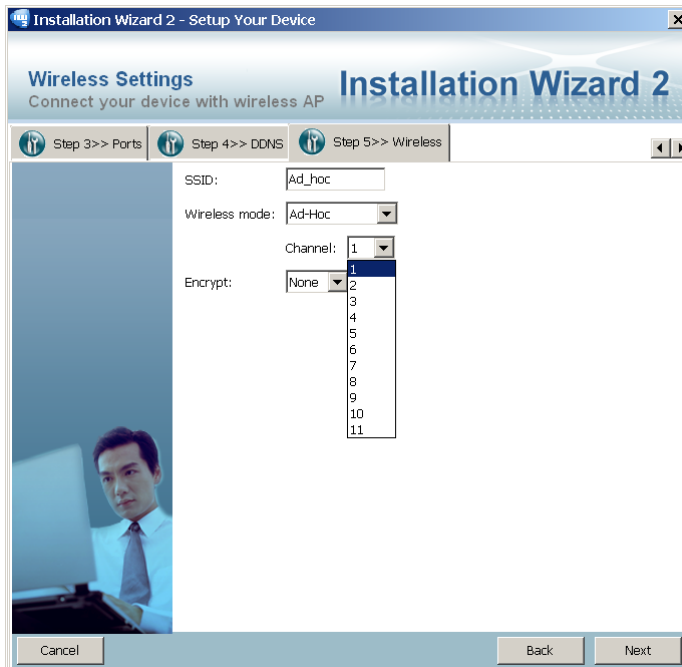 Installation Wizard 2 - Setup Your Device
Wireless Settings
Connect your device with wireless AP
Installation Wizard 2
Step 3>> Ports
Step 4>> DDNS
Step 5>> Wireless
SSID: Ad_hoc
Wireless mode: Ad-Hoc
Channel: 1
Encrypt: None
1
2
3
4
5
6
7
8
9
10
11
Cancel
Back
Next